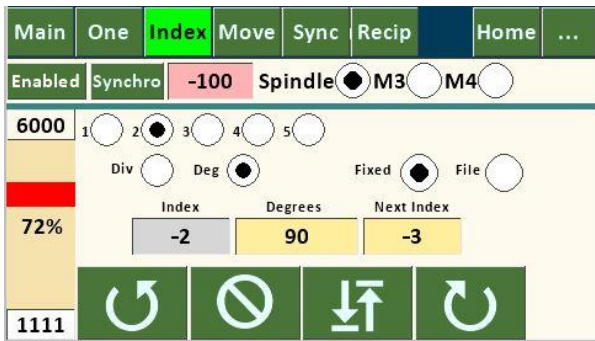 Main One Index Move Sync Recip Home ...
Enabled Synchro -100 Spindle M3 M4
6000 1 2 3 4 5
Div Deg Fixed File
Index Degrees Next Index
72% -2 90 -3
1111